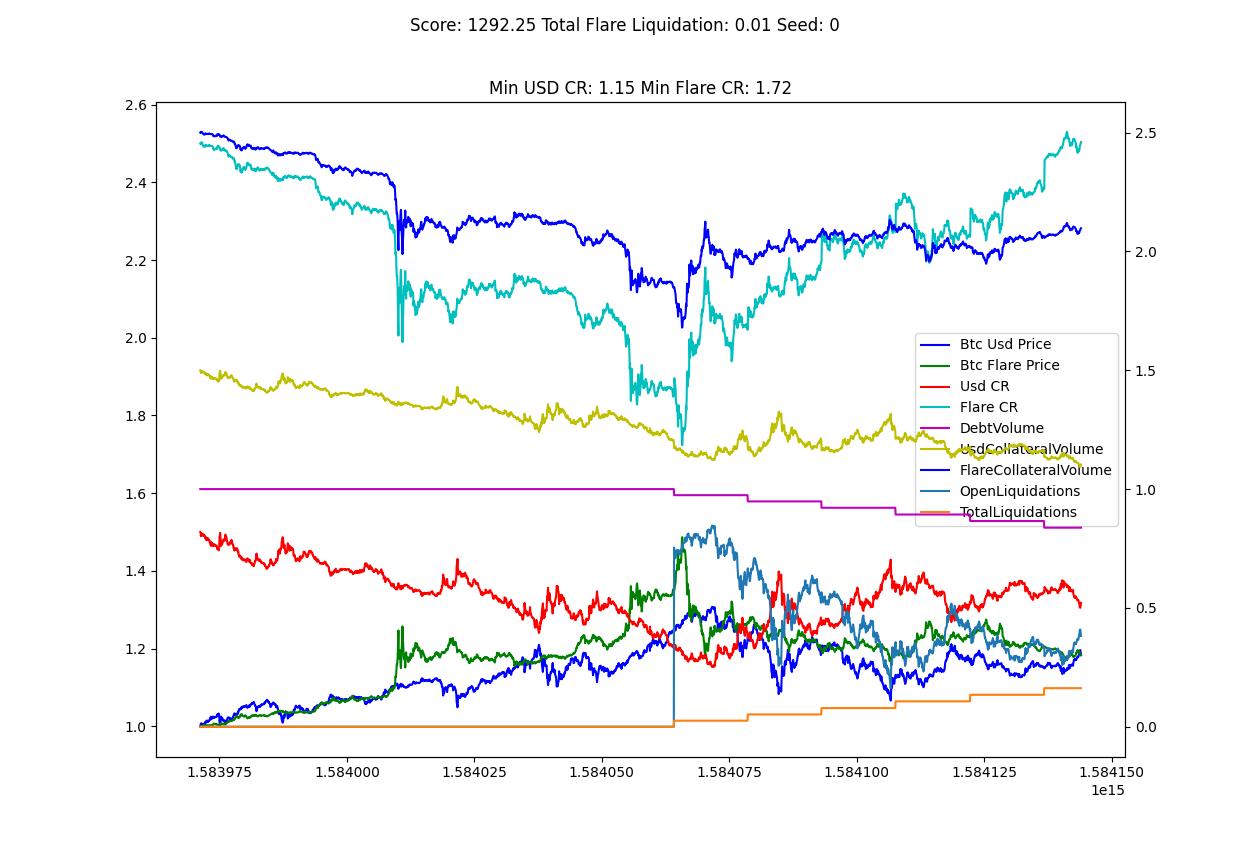 Score: 1292.25 Total Flare Liquidation: 0.01 Seed: 0
Min USD CR: 1.15 Min Flare CR: 1.72
2.6
2.4
2.2
2.0
1.8
1.6
1.4
1.2
1.0
2.5
2.0
1.5
1.0
0.5
0.0
Btc Usd Price
Btc Flare Price
Usd CR
Flare CR
DebtVolume
UsdCollateralVolume
FlareCollateralVolume
OpenLiquidations
TotalLiquidations
1.583975 1.584000 1.584025 1.584050 1.584075 1.584100 1.584125 1.584150
1e15